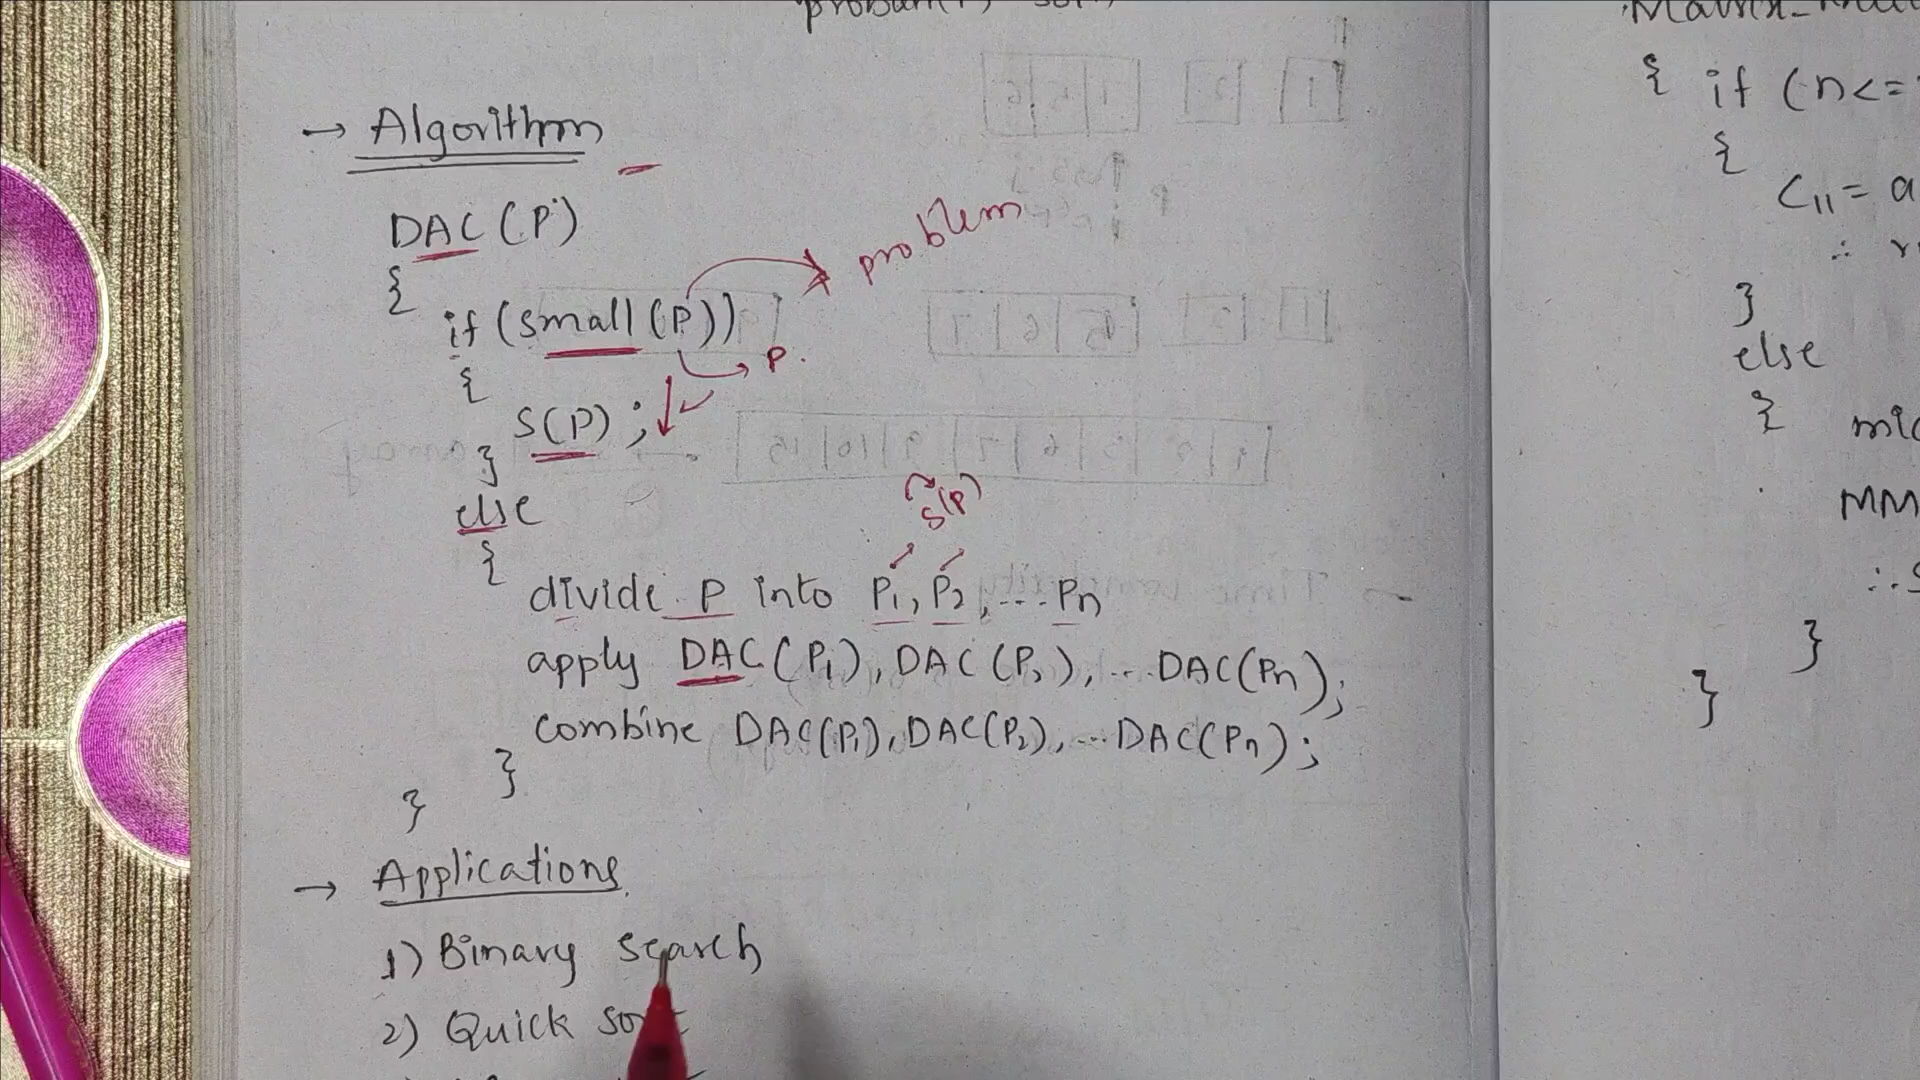 → Algorithm
DAC (P)
{
if (small (P))
problem
P.
{
S(P) ;
}
else
S(P)
{
divide P into P1, P2, ... Pn
apply DAC (P1), DAC (P2), ... DAC (Pn);
combine DAC(P1), DAC(P2), ... DAC(Pn);
}
}
→ Applications
1) Binary search
2) Quick sort
{ if (n<=
{
C11 = a
}
else
{
MM
}
}